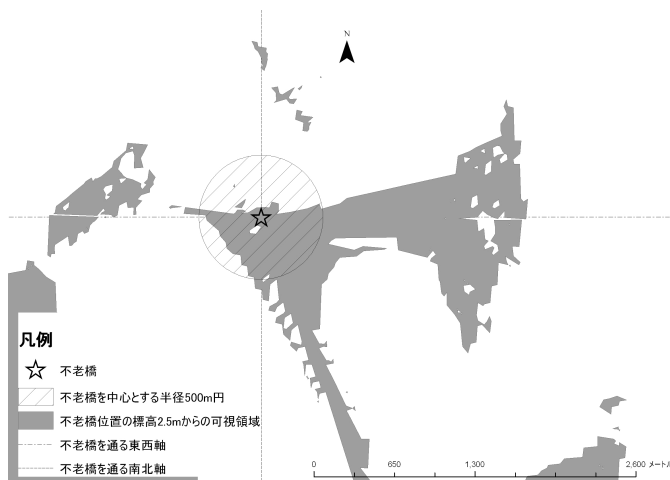 N
凡例
不老橋
不老橋を中心とする半径500m円
不老橋位置の標高2.5mからの可視領域
不老橋を通る東西軸
不老橋を通る南北軸
0 650 1,300 2,600 メートル